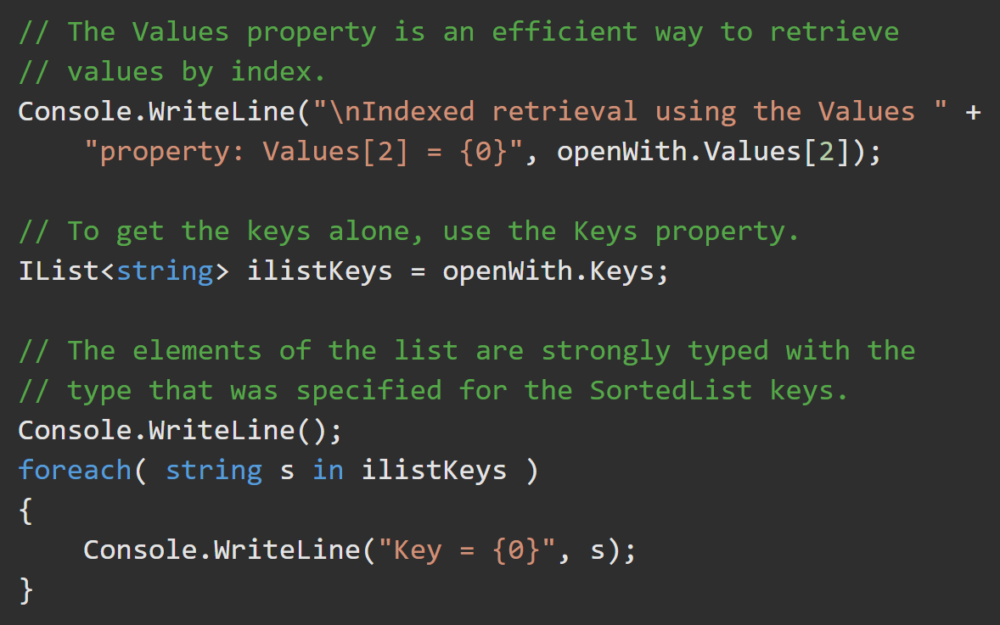 // The Values property is an efficient way to retrieve
// values by index.
Console.WriteLine("\nIndexed retrieval using the Values " +
    "property: Values[2] = {0}", openWith.Values[2]);

// To get the keys alone, use the Keys property.
IList<string> ilistKeys = openWith.Keys;

// The elements of the list are strongly typed with the
// type that was specified for the SortedList keys.
Console.WriteLine();
foreach( string s in ilistKeys )
{
    Console.WriteLine("Key = {0}", s);
}